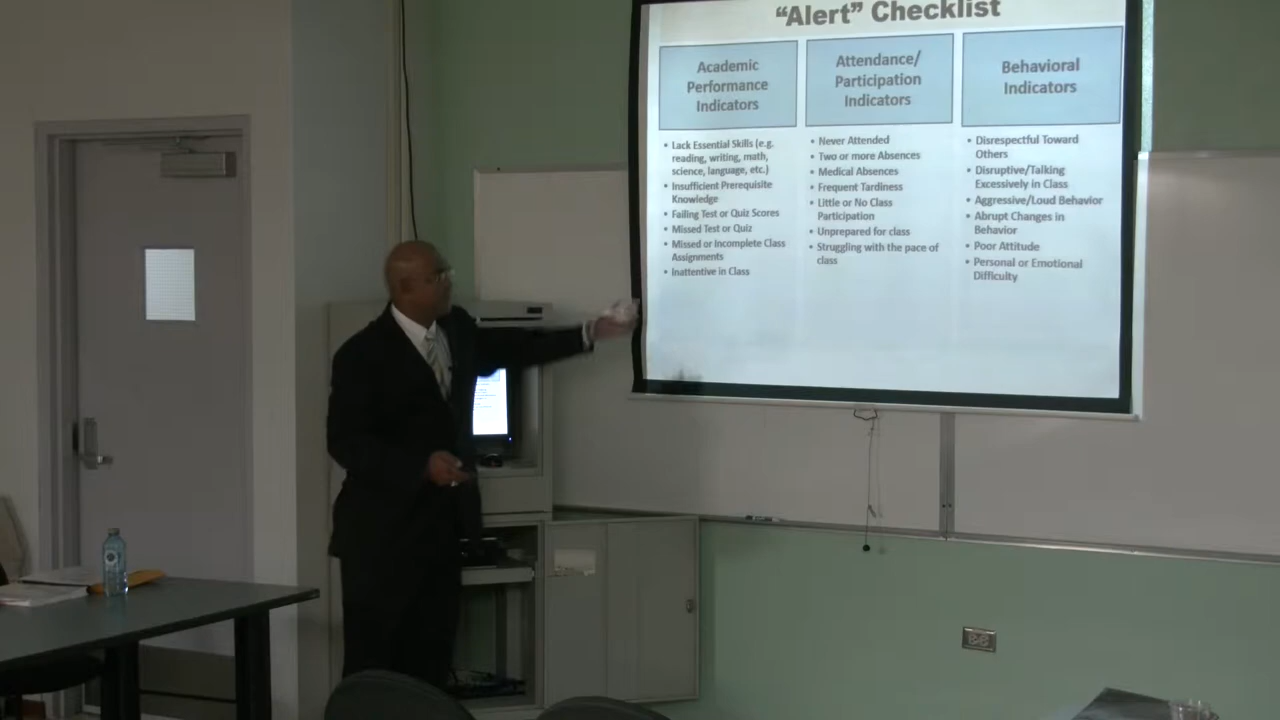 "Alert" Checklist
Academic
Performance
Indicators
• Lack Essential Skills (e.g.
reading, writing, math,
science, language, etc.)
• Insufficient Prerequisite
Knowledge
• Failing Test or Quiz Scores
• Missed Test or Quiz
• Missed or Incomplete Class
Assignments
• Inattentive in Class
Attendance/
Participation
Indicators
• Never Attended
• Two or more Absences
• Medical Absences
• Frequent Tardiness
• Little or No Class
Participation
• Unprepared for class
• Struggling with the pace of
class
Behavioral
Indicators
• Disrespectful Toward
Others
• Disruptive/Talking
Excessively in Class
• Aggressive/Loud Behavior
• Abrupt Changes in
Behavior
• Poor Attitude
• Personal or Emotional
Difficulty